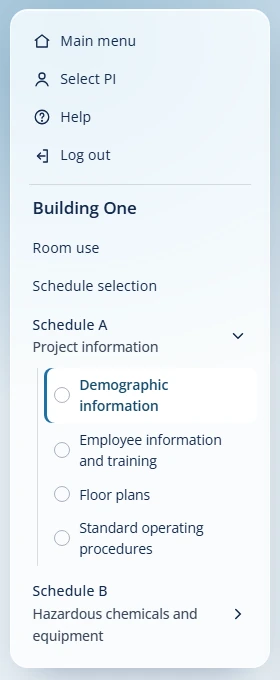 Main menu
Select PI
Help
Log out
Building One
Room use
Schedule selection
Schedule A
Project information
Demographic
information
Employee information
and training
Floor plans
Standard operating
procedures
Schedule B
Hazardous chemicals and
equipment